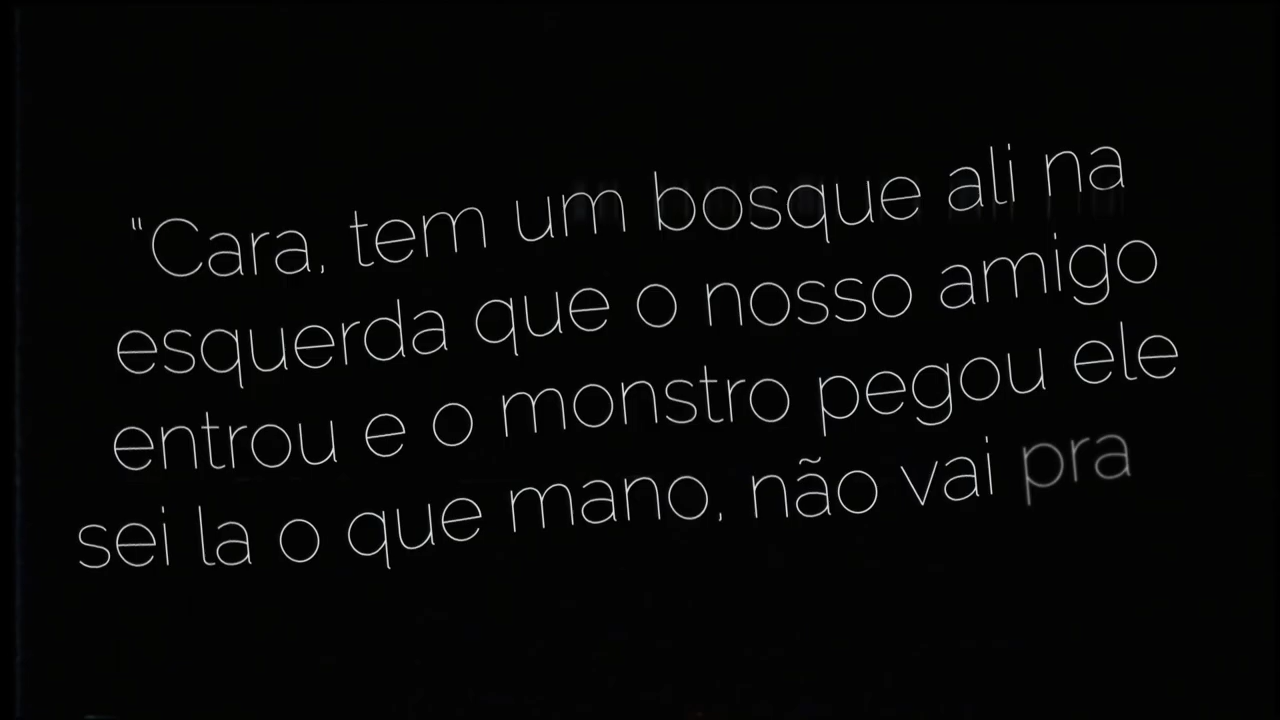 "Cara, tem um bosque ali na
esquerda que o nosso amigo
entrou e o monstro pegou ele
sei la o que mano, não vai pra